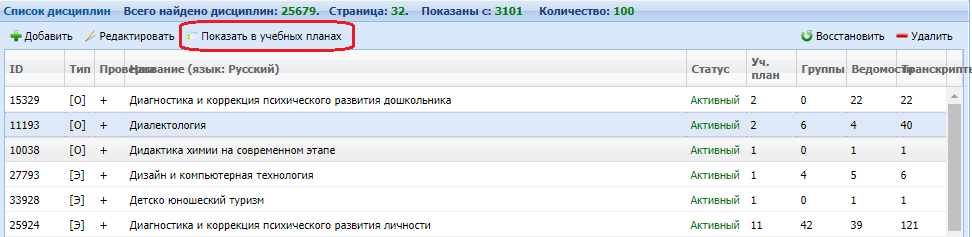 Список дисциплин Всего найдено дисциплин: 25679. Страница: 32. Показаны с: 3101 Количество: 100
Добавить Редактировать Показать в учебных планах Восстановить Удалить
ID Тип Проверка Название (язык: Русский) Статус Уч. план Группы Ведомость Транскрипты
15329 [О] + Диагностика и коррекция психического развития дошкольника Активный 2 0 22 22
11193 [О] + Диалектология Активный 2 6 4 40
10038 [О] + Дидактика химии на современном этапе Активный 1 0 1 1
27793 [Э] + Дизайн и компьютерная технология Активный 1 4 5 6
33928 [Э] + Детско юношеский туризм Активный 1 0 1 1
25924 [Э] + Диагностика и коррекция психического развития личности Активный 11 42 39 121